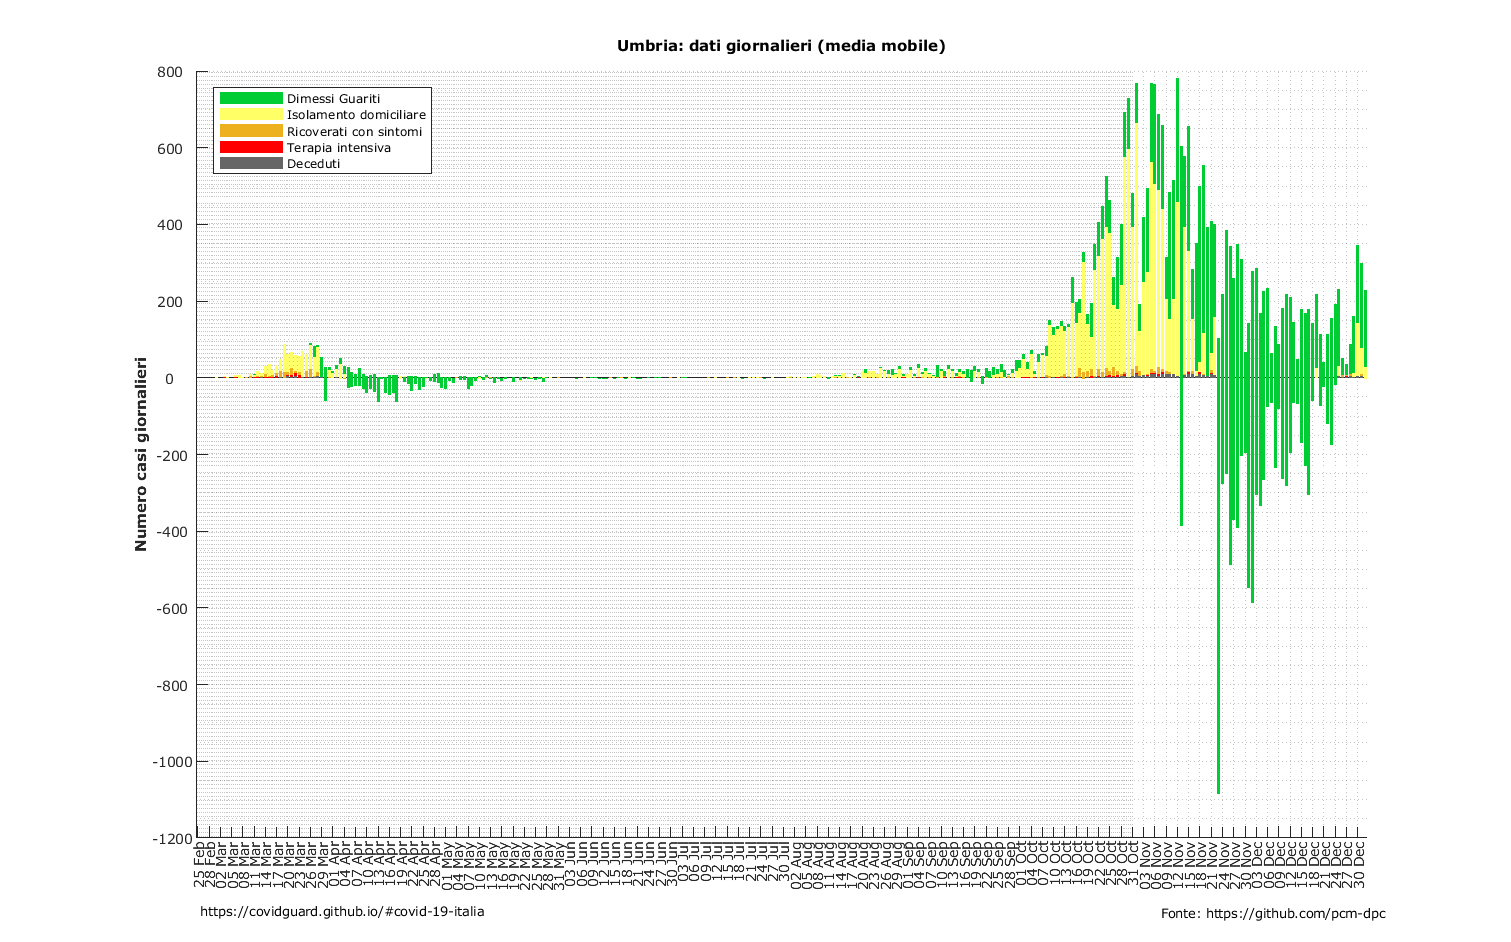 Umbria: dati giornalieri (media mobile)
Dimessi Guariti
Isolamento domiciliare
Ricoverati con sintomi
Terapia intensiva
Deceduti
Numero casi giornalieri
800
600
400
200
0
-200
-400
-600
-800
-1000
-1200
25 Feb
28 Feb
02 Mar
05 Mar
08 Mar
11 Mar
14 Mar
17 Mar
20 Mar
23 Mar
26 Mar
29 Mar
01 Apr
04 Apr
07 Apr
10 Apr
13 Apr
16 Apr
19 Apr
22 Apr
25 Apr
28 Apr
01 May
04 May
07 May
10 May
13 May
16 May
19 May
22 May
25 May
28 May
31 May
03 Jun
06 Jun
09 Jun
12 Jun
15 Jun
18 Jun
21 Jun
24 Jun
27 Jun
30 Jun
03 Jul
06 Jul
09 Jul
12 Jul
15 Jul
18 Jul
21 Jul
24 Jul
27 Jul
30 Jul
02 Aug
05 Aug
08 Aug
11 Aug
14 Aug
17 Aug
20 Aug
23 Aug
26 Aug
29 Aug
01 Sep
04 Sep
07 Sep
10 Sep
13 Sep
16 Sep
19 Sep
22 Sep
25 Sep
28 Sep
01 Oct
04 Oct
07 Oct
10 Oct
13 Oct
16 Oct
19 Oct
22 Oct
25 Oct
28 Oct
31 Oct
03 Nov
06 Nov
09 Nov
12 Nov
15 Nov
18 Nov
21 Nov
24 Nov
27 Nov
30 Nov
03 Dec
06 Dec
09 Dec
12 Dec
15 Dec
18 Dec
21 Dec
24 Dec
27 Dec
30 Dec
https://covidguard.github.io/#covid-19-italia
Fonte: https://github.com/pcm-dpc